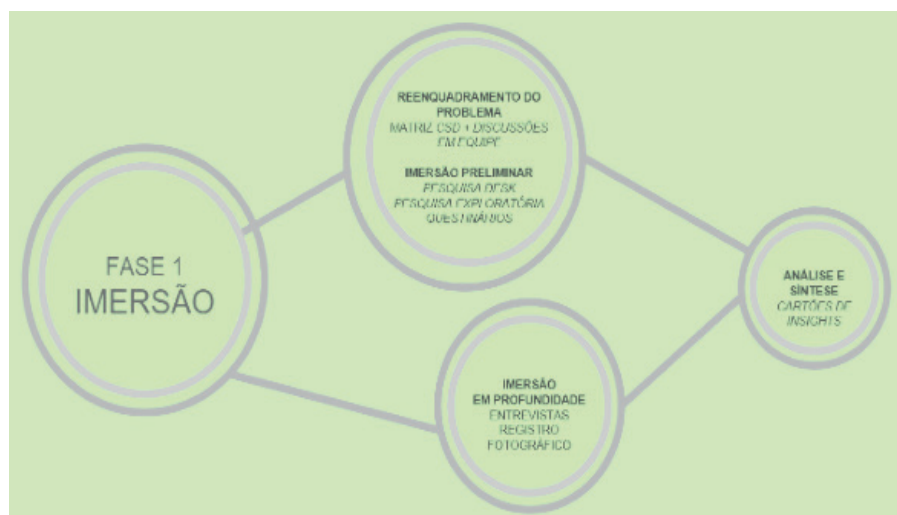 FASE 1
IMERSÃO
REENQUADRAMENTO DO
PROBLEMA
MATRIZ CSD + DISCUSSÕES
EM EQUIPE
IMERSÃO PRELIMINAR
PESQUISA DESK
PESQUISA EXPLORATÓRIA
QUESTINÁRIOS
IMERSÃO
EM PROFUNDIDADE
ENTREVISTAS
REGISTRO
FOTOGRÁFICO
ANÁLISE E
SÍNTESE
CARTÕES DE
INSIGHTS